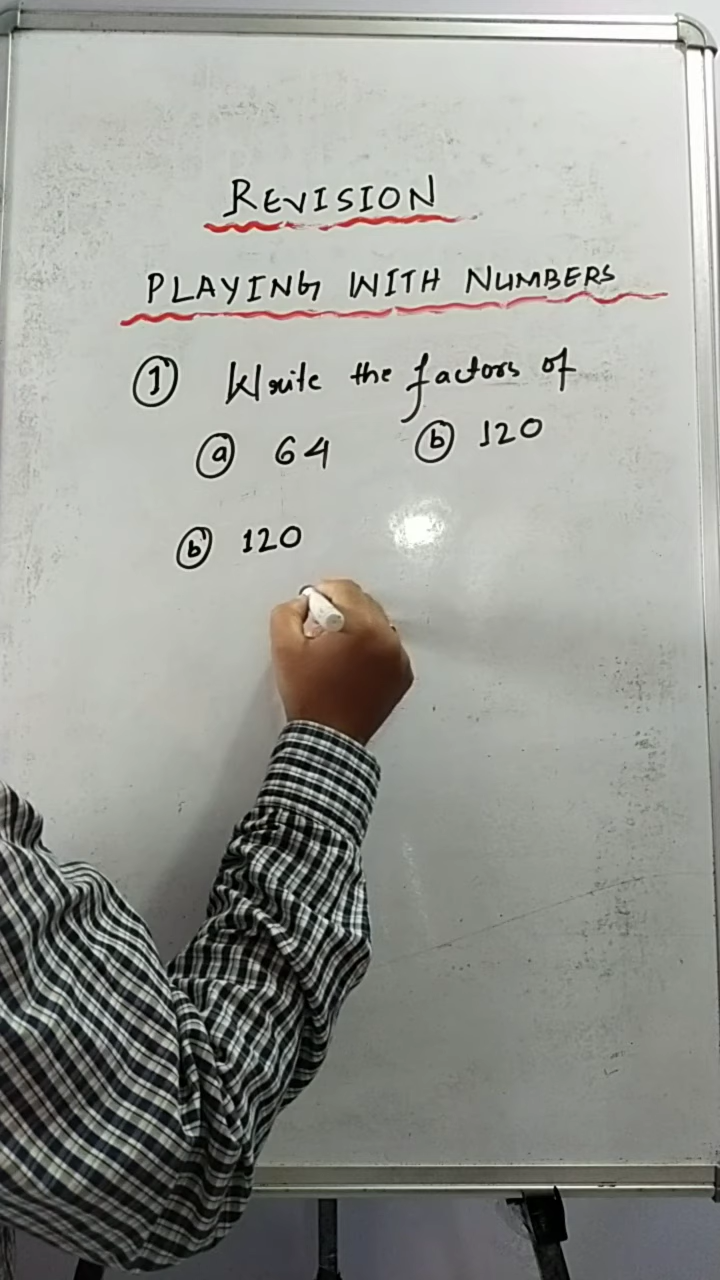 REVISION
PLAYING WITH NUMBERS
① Write the factors of
ⓐ 64 ⓑ 120
ⓑ 120